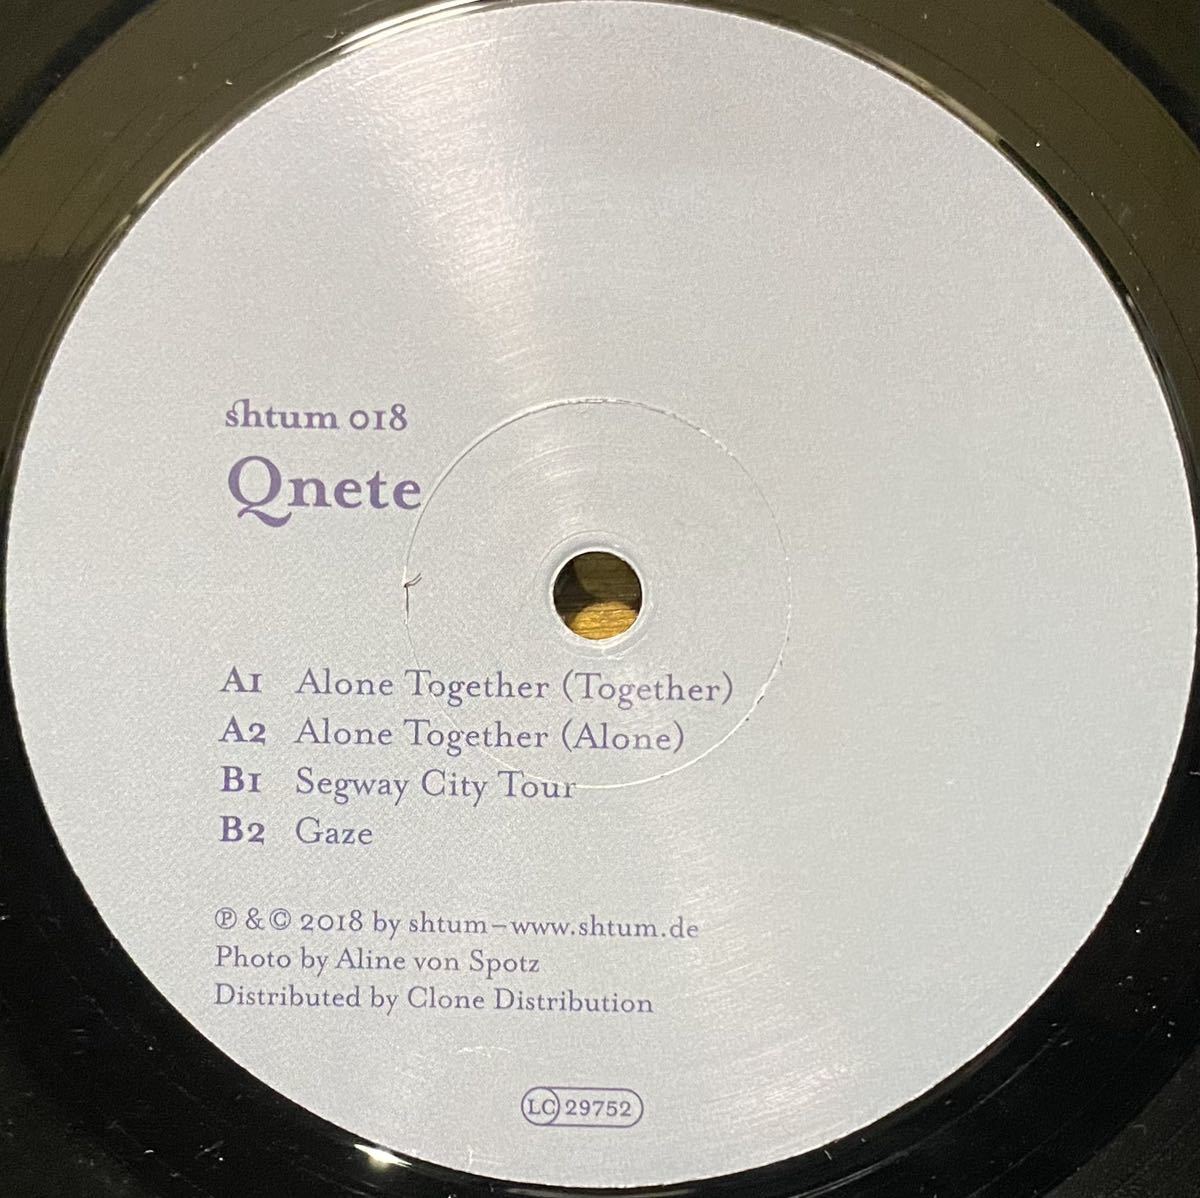 shtum 018
Qnete
A1 Alone Together (Together)
A2 Alone Together (Alone)
B1 Segway City Tour
B2 Gaze
℗ & © 2018 by shtum–www.shtum.de
Photo by Aline von Spotz
Distributed by Clone Distribution
LC 29752